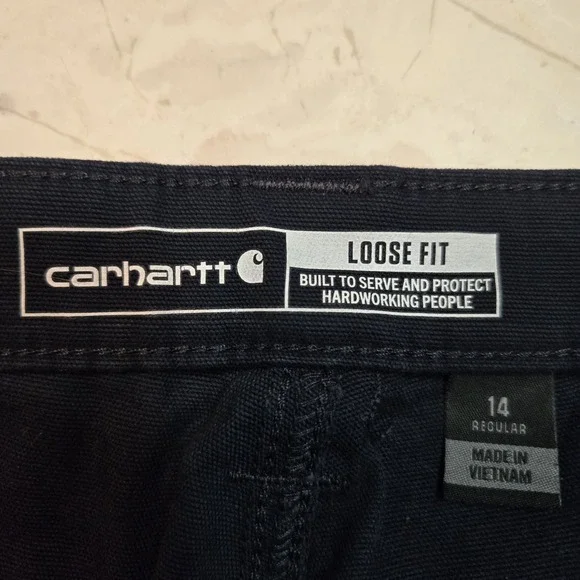 carhartt
LOOSE FIT
BUILT TO SERVE AND PROTECT
HARDWORKING PEOPLE
14
REGULAR
MADE IN
VIETNAM